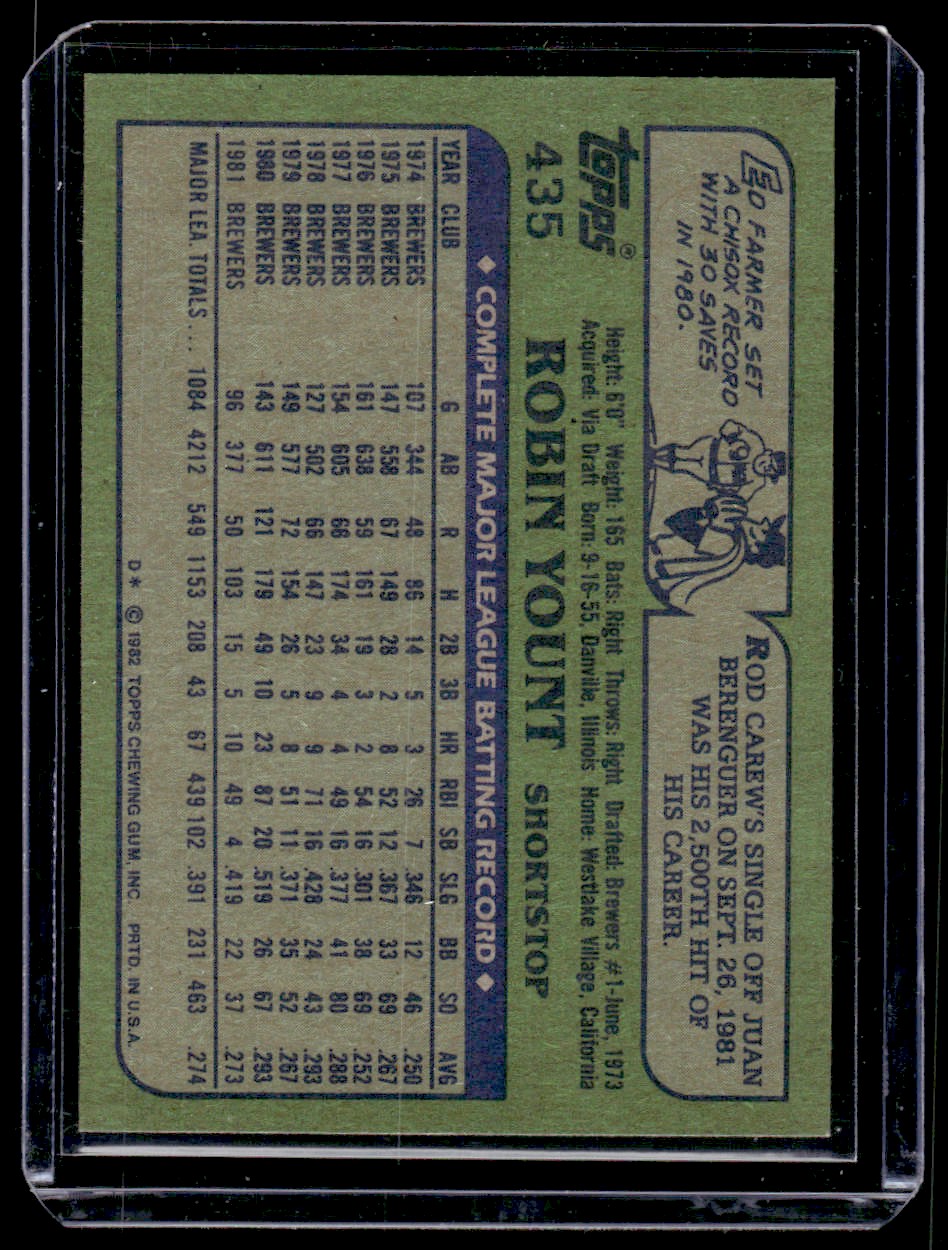 ED FARMER SET
A CHISOX RECORD
WITH 30 SAVES
IN 1980.
ROD CAREW'S SINGLE OFF JUAN
BERENGUER ON SEPT. 26, 1981
WAS HIS 2,500TH HIT OF
HIS CAREER.
topps®
435
Height: 6'0" Weight: 165 Bats: Right Throws: Right Drafted: Brewers #1-June, 1973
Acquired: Via Draft Born: 9-16-55, Danville, Illinois Home: Westlake Village, California
ROBIN YOUNT SHORTSTOP
◆ COMPLETE MAJOR LEAGUE BATTING RECORD ◆
YEAR CLUB G AB R H 2B 3B HR RBI SB SLG BB SO AVG
1974 BREWERS 107 344 48 86 14 5 3 26 7 .346 12 46 .250
1975 BREWERS 147 558 67 149 28 2 8 52 12 .367 33 69 .267
1976 BREWERS 161 638 59 161 19 3 2 54 16 .301 38 69 .252
1977 BREWERS 154 605 66 174 34 4 4 49 16 .377 41 80 .288
1978 BREWERS 127 502 66 147 23 9 9 71 16 .428 24 43 .293
1979 BREWERS 149 577 72 154 26 5 8 51 11 .371 35 52 .267
1980 BREWERS 143 611 121 179 49 10 23 87 20 .519 26 67 .293
1981 BREWERS 96 377 50 103 15 5 10 49 4 .419 22 37 .273
MAJOR LEA. TOTALS... 1084 4212 549 1153 208 43 67 439 102 .391 231 463 .274
D* © 1982 TOPPS CHEWING GUM, INC. PRTD. IN U.S.A.